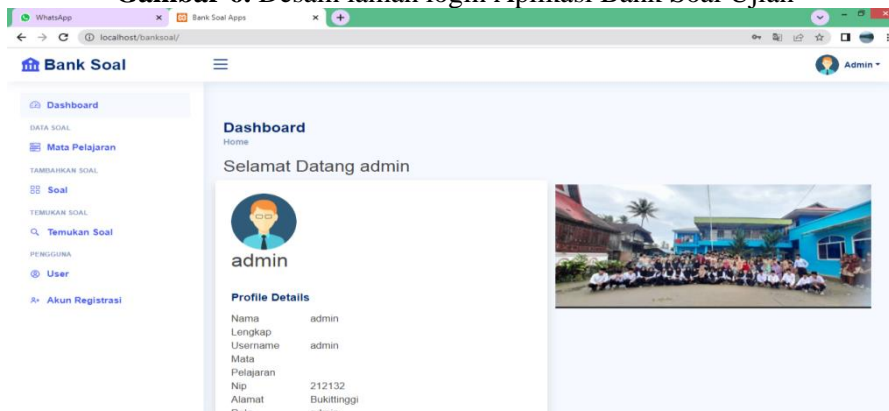 Gambar 6. Desain laman login Aplikasi Bank Soal Ujian
WhatsApp
Bank Soal Apps
localhost/banksoal/
Bank Soal
Admin
Dashboard
DATA SOAL
Mata Pelajaran
TAMBAHKAN SOAL
Soal
TEMUKAN SOAL
Temukan Soal
PENGGUNA
User
Akun Registrasi
Dashboard
Home
Selamat Datang admin
admin
Profile Details
Nama Lengkap admin
Username admin
Mata Pelajaran
Nip 212132
Alamat Bukittinggi
Role admin